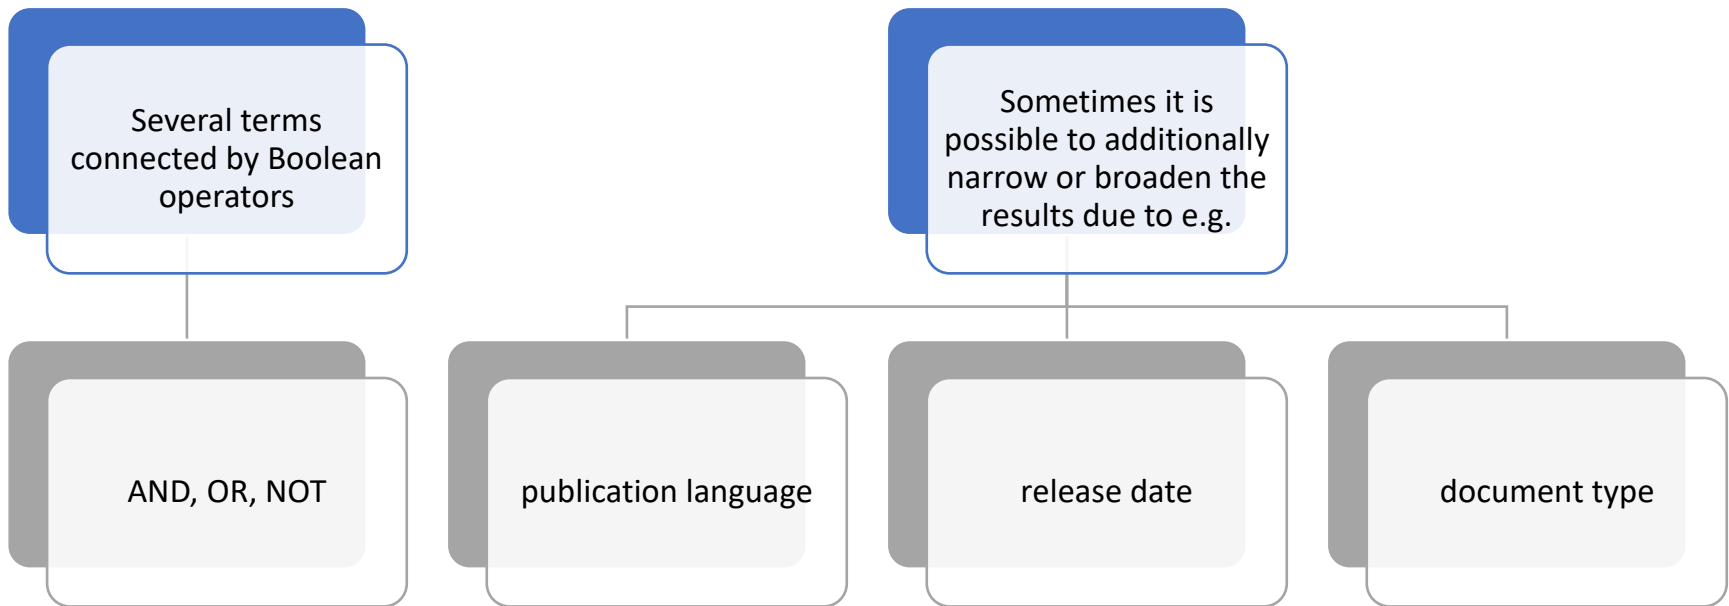 Several terms
connected by Boolean
operators
Sometimes it is
possible to additionally
narrow or broaden the
results due to e.g.
AND, OR, NOT
publication language
release date
document type